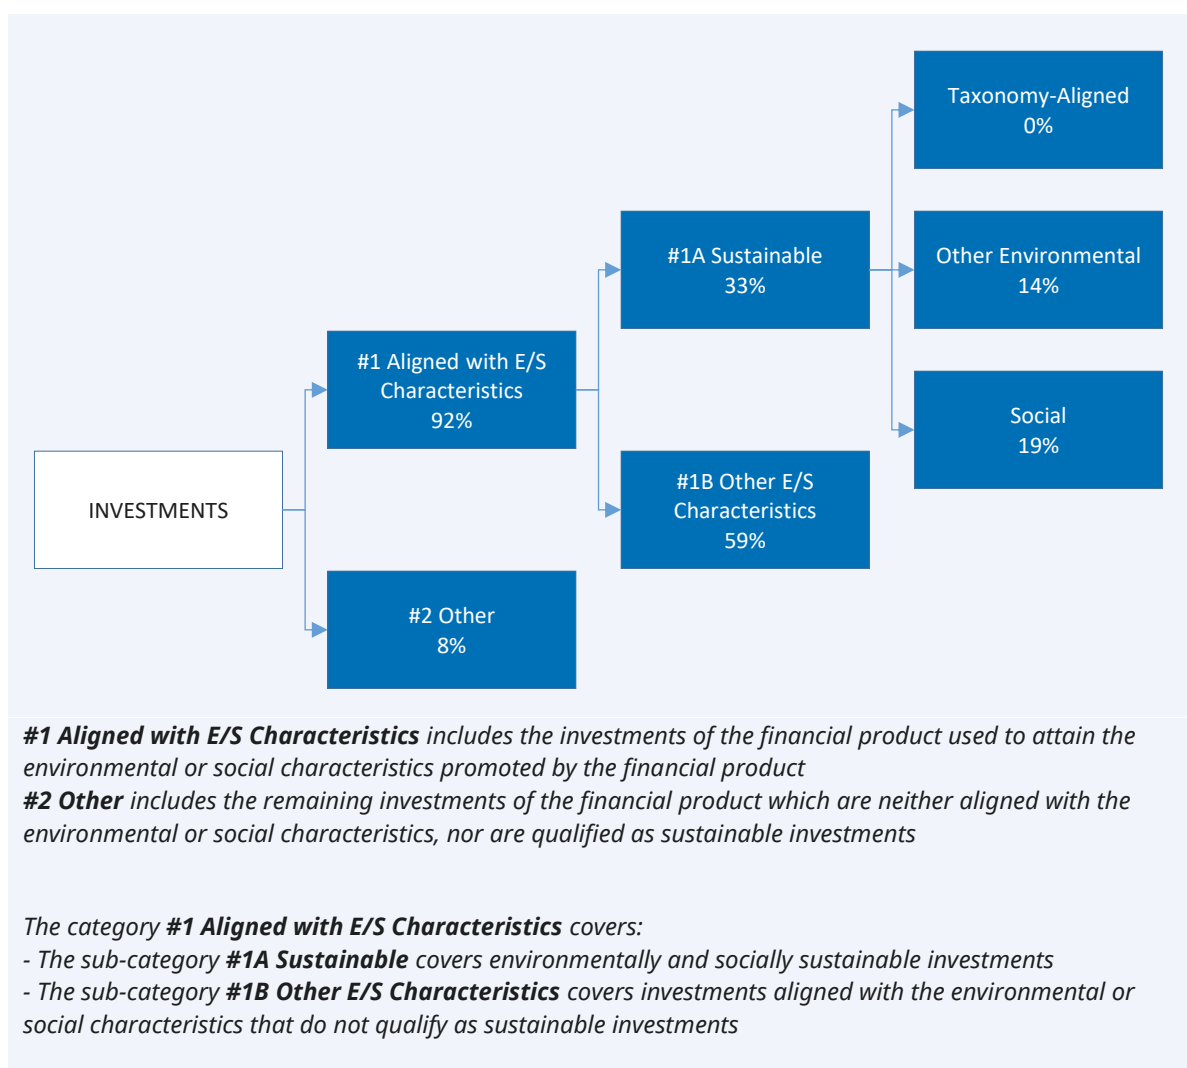 Taxonomy-Aligned
0%
#1A Sustainable
33%
Other Environmental
14%
#1 Aligned with E/S
Characteristics
92%
Social
19%
INVESTMENTS
#1B Other E/S
Characteristics
59%
#2 Other
8%
#1 Aligned with E/S Characteristics includes the investments of the financial product used to attain the
environmental or social characteristics promoted by the financial product
#2 Other includes the remaining investments of the financial product which are neither aligned with the
environmental or social characteristics, nor are qualified as sustainable investments
The category #1 Aligned with E/S Characteristics covers:
- The sub-category #1A Sustainable covers environmentally and socially sustainable investments
- The sub-category #1B Other E/S Characteristics covers investments aligned with the environmental or
social characteristics that do not qualify as sustainable investments